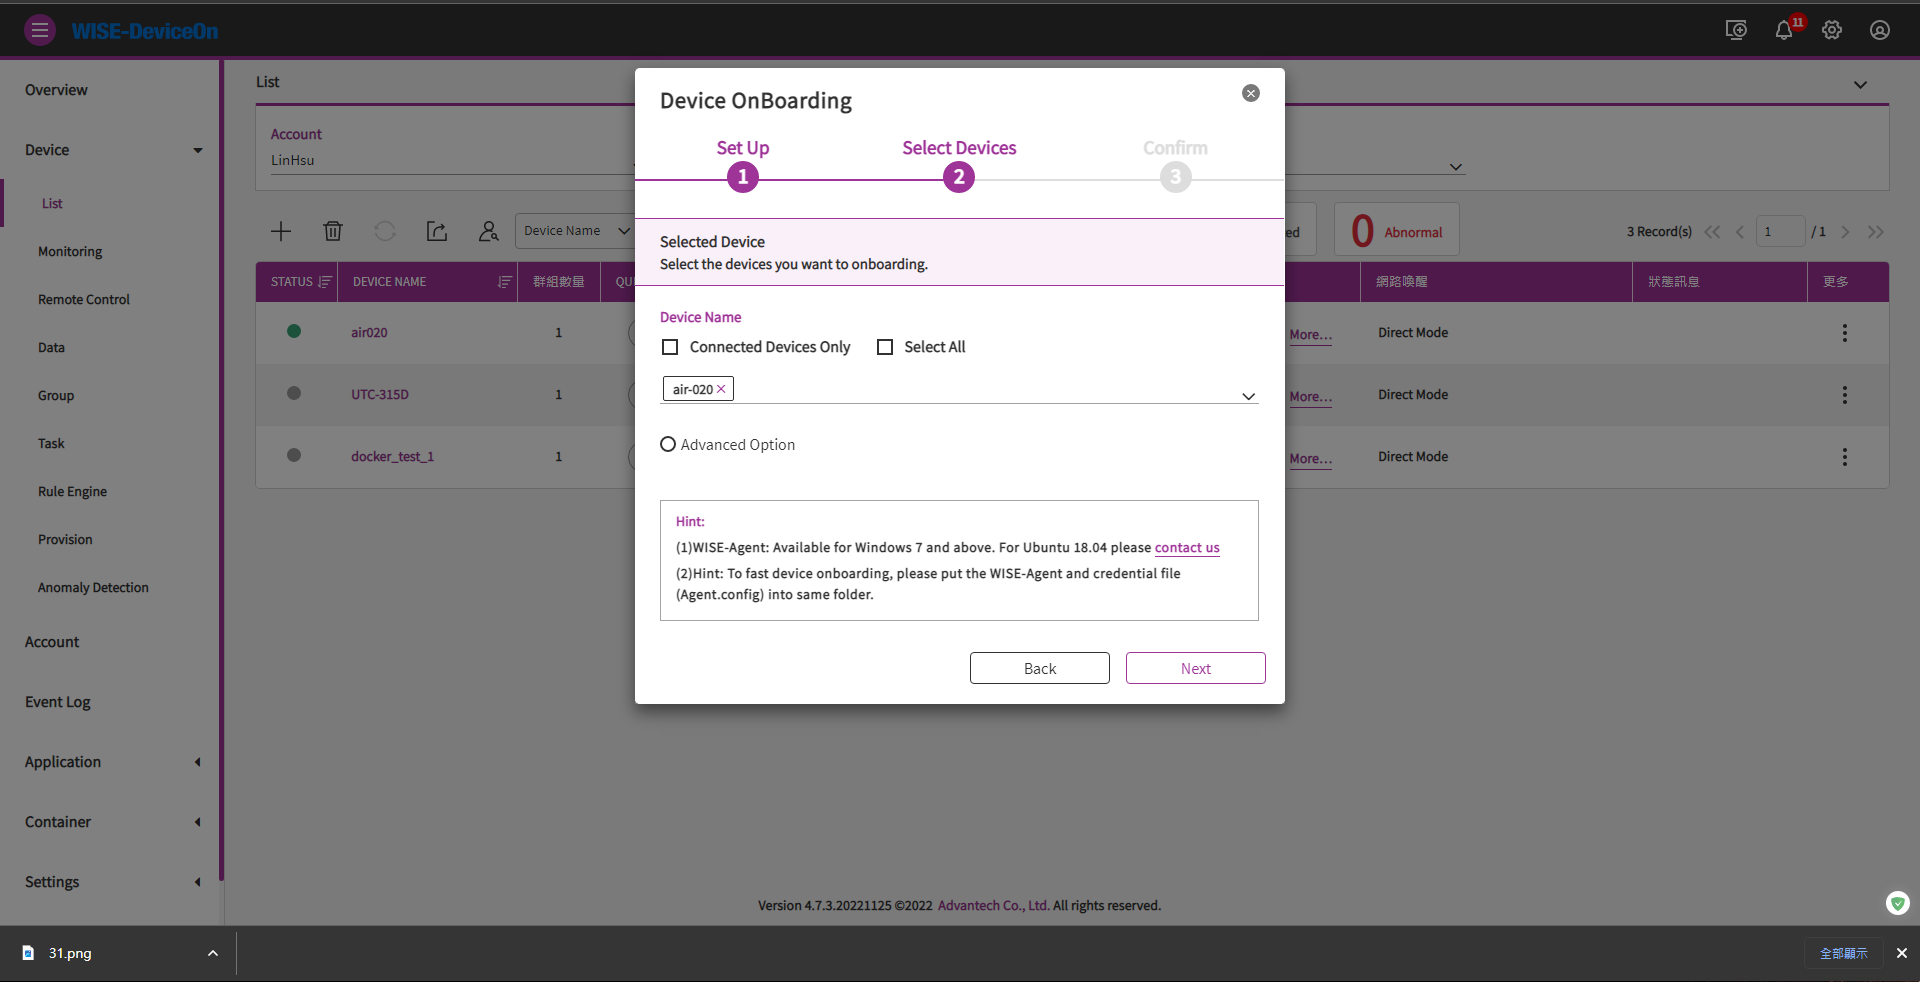 WISE-DeviceOn
11
Overview
Device
List
Monitoring
Remote Control
Data
Group
Task
Rule Engine
Provision
Anomaly Detection
Account
Event Log
Application
Container
Settings
List
Account
LinHsu
Device Name
ed
0 Abnormal
3 Record(s) 1 / 1
STATUS DEVICE NAME 群組數量 QU 網路喚醒 狀態訊息 更多
air020 1 More... Direct Mode
UTC-315D 1 More... Direct Mode
docker_test_1 1 More... Direct Mode
Device OnBoarding
Set Up Select Devices Confirm
1 2 3
Selected Device
Select the devices you want to onboarding.
Device Name
Connected Devices Only Select All
air-020
Advanced Option
Hint:
(1)WISE-Agent: Available for Windows 7 and above. For Ubuntu 18.04 please contact us
(2)Hint: To fast device onboarding, please put the WISE-Agent and credential file
(Agent.config) into same folder.
Back Next
Version 4.7.3.20221125 ©2022 Advantech Co., Ltd. All rights reserved.
31.png
全部顯示